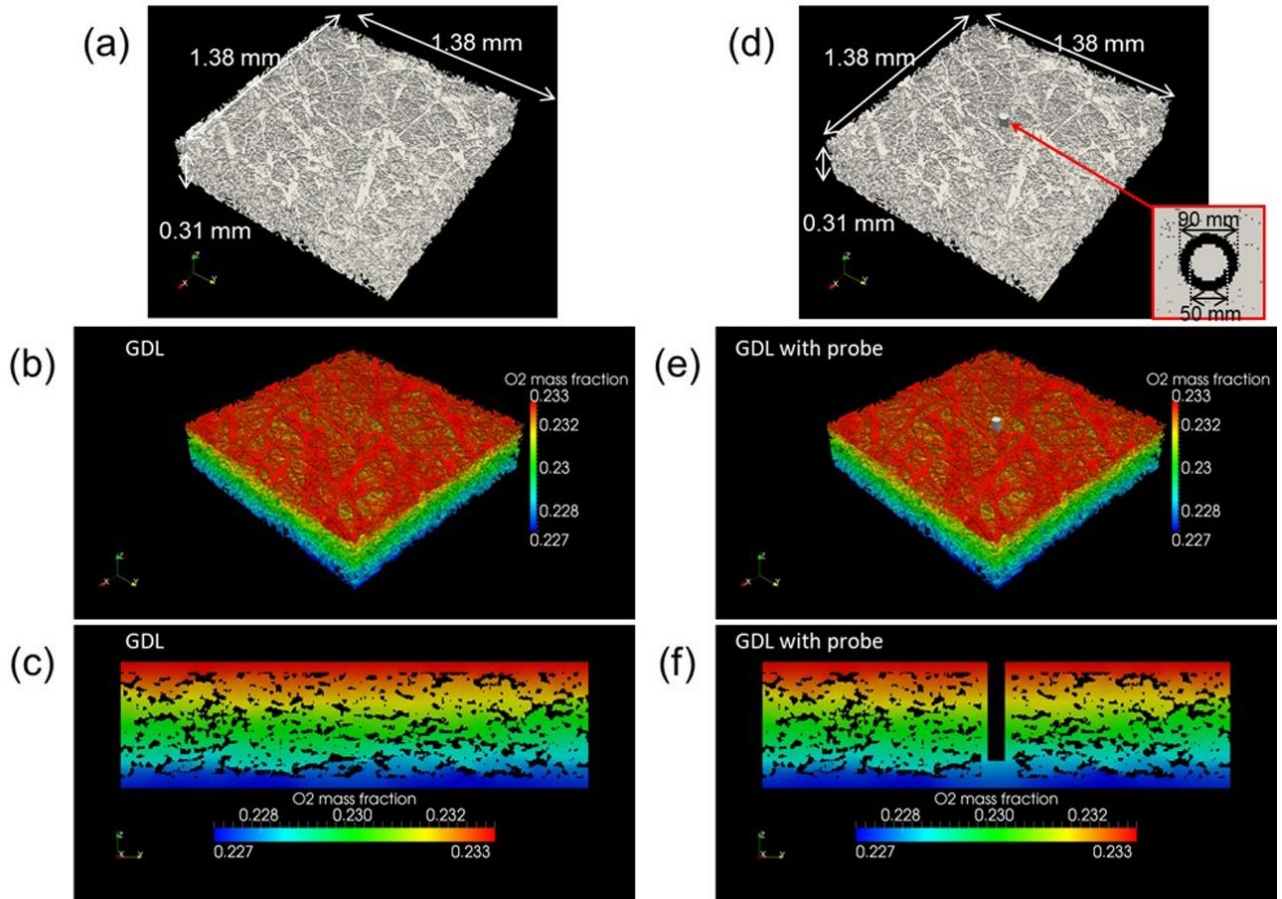 (a)
1.38 mm
1.38 mm
0.31 mm
Z
X
Y
(d)
1.38 mm
1.38 mm
0.31 mm
90 mm
50 mm
Z
X
Y
(b)
GDL
O2 mass fraction
0.233
0.232
0.23
0.228
0.227
Z
X
Y
(e)
GDL with probe
O2 mass fraction
0.233
0.232
0.23
0.228
0.227
Z
X
Y
(c)
GDL
O2 mass fraction
0.228 0.230 0.232
0.227 0.233
Z
X
(f)
GDL with probe
O2 mass fraction
0.228 0.230 0.232
0.227 0.233
Z
X